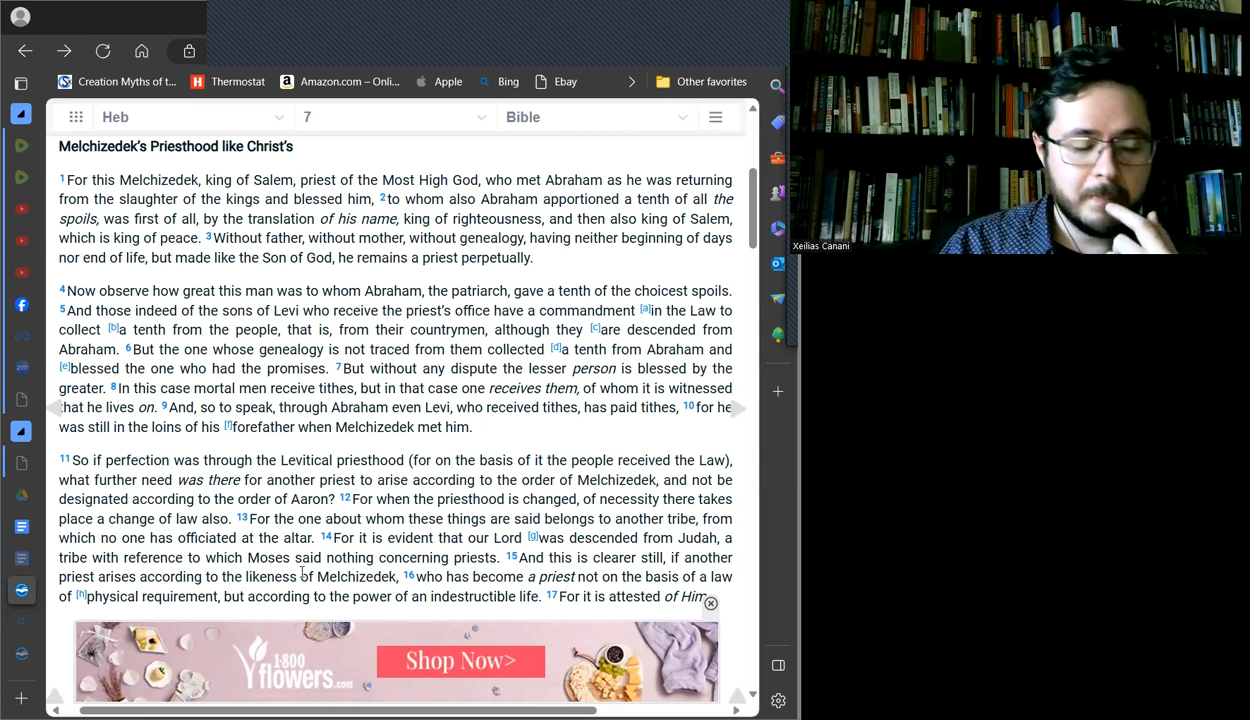 Creation Myths of t...
Thermostat
Amazon.com – Onli...
Apple
Bing
Ebay
Other favorites
Heb
7
Bible
Melchizedek's Priesthood like Christ's
1 For this Melchizedek, king of Salem, priest of the Most High God, who met Abraham as he was returning
from the slaughter of the kings and blessed him, 2 to whom also Abraham apportioned a tenth of all the
spoils, was first of all, by the translation of his name, king of righteousness, and then also king of Salem,
which is king of peace. 3 Without father, without mother, without genealogy, having neither beginning of days
nor end of life, but made like the Son of God, he remains a priest perpetually.
4 Now observe how great this man was to whom Abraham, the patriarch, gave a tenth of the choicest spoils.
5 And those indeed of the sons of Levi who receive the priest's office have a commandment [a]in the Law to
collect [b]a tenth from the people, that is, from their countrymen, although they [c]are descended from
Abraham. 6 But the one whose genealogy is not traced from them collected [d]a tenth from Abraham and
[e]blessed the one who had the promises. 7 But without any dispute the lesser person is blessed by the
greater. 8 In this case mortal men receive tithes, but in that case one receives them, of whom it is witnessed
that he lives on. 9 And, so to speak, through Abraham even Levi, who received tithes, has paid tithes, 10 for he
was still in the loins of his [f]forefather when Melchizedek met him.
11 So if perfection was through the Levitical priesthood (for on the basis of it the people received the Law),
what further need was there for another priest to arise according to the order of Melchizedek, and not be
designated according to the order of Aaron? 12 For when the priesthood is changed, of necessity there takes
place a change of law also. 13 For the one about whom these things are said belongs to another tribe, from
which no one has officiated at the altar. 14 For it is evident that our Lord [g]was descended from Judah, a
tribe with reference to which Moses said nothing concerning priests. 15 And this is clearer still, if another
priest arises according to the likeness of Melchizedek, 16 who has become a priest not on the basis of a law
of [h]physical requirement, but according to the power of an indestructible life. 17 For it is attested of Him,
1-800
flowers.com
Shop Now>
Xeilias Canani